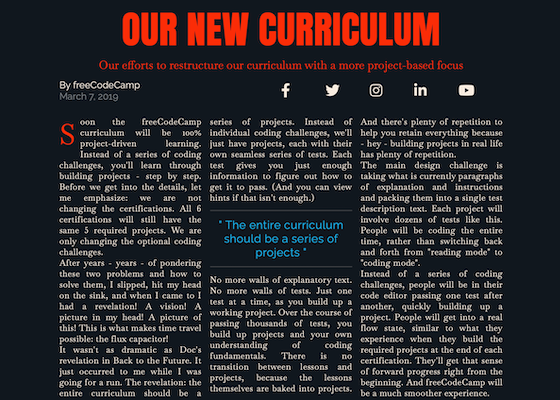 OUR NEW CURRICULUM
Our efforts to restructure our curriculum with a more project-based focus
By freeCodeCamp
March 7, 2019
Soon the freeCodeCamp
curriculum will be 100%
project-driven learning.
Instead of a series of coding
challenges, you'll learn through
building projects - step by step.
Before we get into the details, let
me emphasize: we are not
changing the certifications. All 6
certifications will still have the
same 5 required projects. We are
only changing the optional coding
challenges.
After years - years - of pondering
these two problems and how to
solve them, I slipped, hit my head
on the sink, and when I came to I
had a revelation! A vision! A
picture in my head! A picture of
this! This is what makes time travel
possible: the flux capacitor!
It wasn't as dramatic as Doc's
revelation in Back to the Future. It
just occurred to me while I was
going for a run. The revelation: the
entire curriculum should be a
series of projects. Instead of
individual coding challenges, we'll
just have projects, each with their
own seamless series of tests. Each
test gives you just enough
information to figure out how to
get it to pass. (And you can view
hints if that isn't enough.)
" The entire curriculum
should be a series of
projects "
No more walls of explanatory text.
No more walls of tests. Just one
test at a time, as you build up a
working project. Over the course of
passing thousands of tests, you
build up projects and your own
understanding of coding
fundamentals. There is no
transition between lessons and
projects, because the lessons
themselves are baked into projects.
And there's plenty of repetition to
help you retain everything because
- hey - building projects in real life
has plenty of repetition.
The main design challenge is
taking what is currently paragraphs
of explanation and instructions
and packing them into a single test
description text. Each project will
involve dozens of tests like this.
People will be coding the entire
time, rather than switching back
and forth from "reading mode" to
"coding mode".
Instead of a series of coding
challenges, people will be in their
code editor passing one test after
another, quickly building up a
project. People will get into a real
flow state, similar to what they
experience when they build the
required projects at the end of each
certification. They'll get that sense
of forward progress right from the
beginning. And freeCodeCamp will
be a much smoother experience.